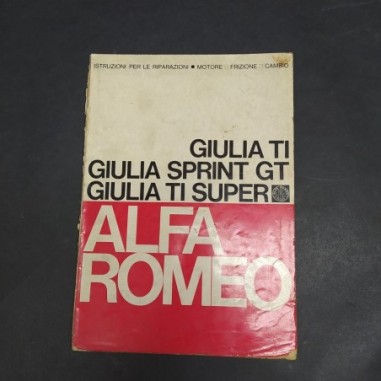 ISTRUZIONI PER LE RIPARAZIONI ■ MOTORE □ FRIZIONE □ CAMBIO
GIULIA TI
GIULIA SPRINT GT
GIULIA TI SUPER
ALFA
ROMEO